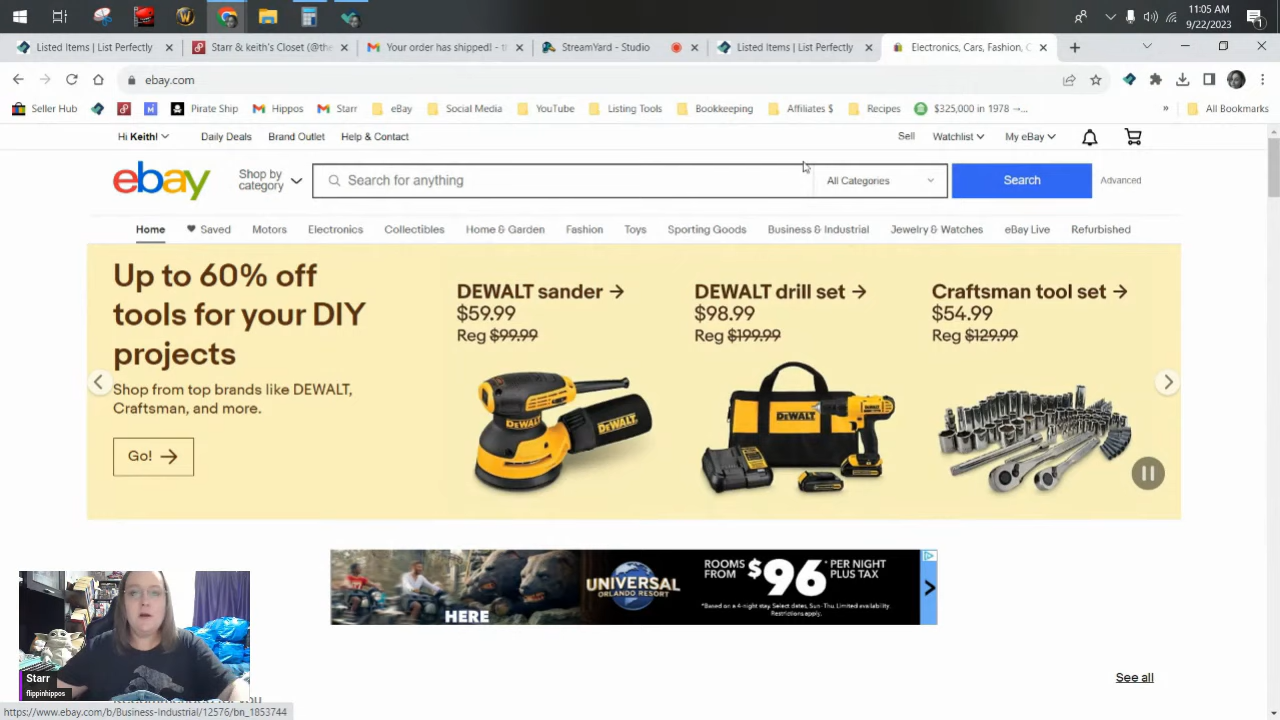 11:05 AM
9/22/2023
Listed Items | List Perfectly
Starr & keith's Closet (@the
Your order has shipped! - th
StreamYard - Studio
Listed Items | List Perfectly
Electronics, Cars, Fashion, C
ebay.com
Seller Hub
Pirate Ship
Hippos
Starr
eBay
Social Media
YouTube
Listing Tools
Bookkeeping
Affiliates $
Recipes
$325,000 in 1978 →...
All Bookmarks
Hi Keith!
Daily Deals
Brand Outlet
Help & Contact
Sell
Watchlist
My eBay
ebay
Shop by
category
Search for anything
All Categories
Search
Advanced
Home
Saved
Motors
Electronics
Collectibles
Home & Garden
Fashion
Toys
Sporting Goods
Business & Industrial
Jewelry & Watches
eBay Live
Refurbished
Up to 60% off
tools for your DIY
projects
Shop from top brands like DEWALT,
Craftsman, and more.
Go!
DEWALT sander →
$59.99
Reg $99.99
DEWALT drill set →
$98.99
Reg $199.99
Craftsman tool set →
$54.99
Reg $129.99
DEWALT
DEWALT
DEWALT
HERE
UNIVERSAL
ORLANDO RESORT
ROOMS
FROM
$96*
PER NIGHT
PLUS TAX
*Based on a 4-night stay. Select dates, Sun-Thu. Limited availability.
Restrictions apply.
See all
Starr
flippinhippos
https://www.ebay.com/b/Business-Industrial/12576/bn_1853744